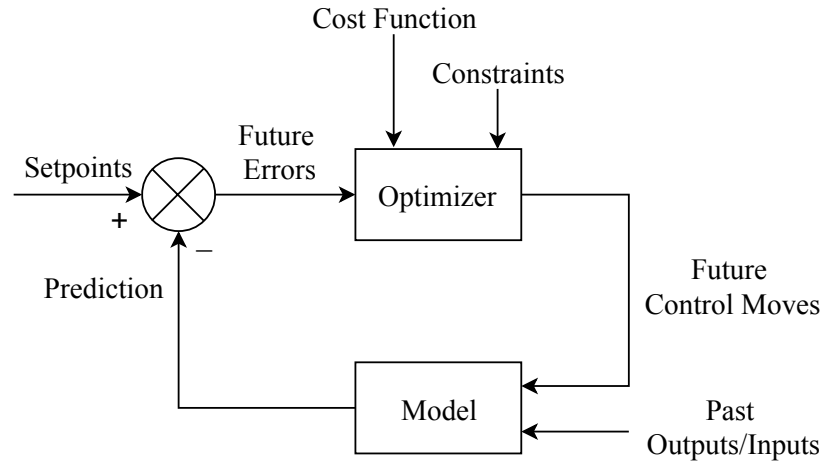 Cost Function
Constraints
Setpoints
Future
Errors
Optimizer
+
−
Prediction
Future
Control Moves
Model
Past
Outputs/Inputs